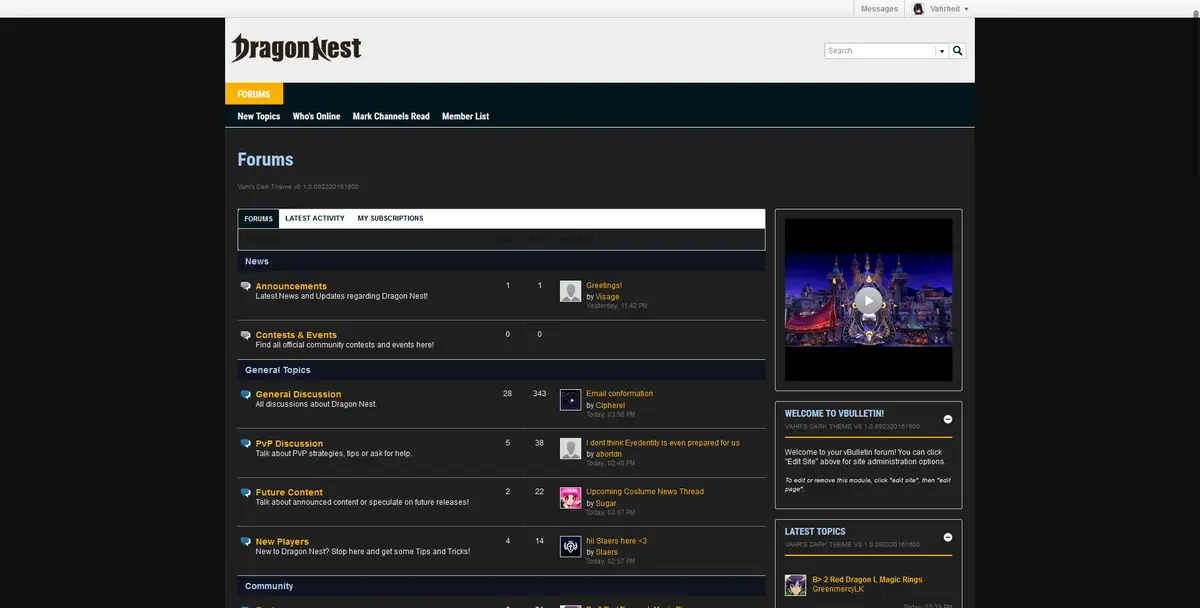 Messages
Vahrheit
DragonNest
Search
FORUMS
New Topics Who's Online Mark Channels Read Member List
Forums
Vahr's Dark Theme v0.1.0.092320161600
FORUMS LATEST ACTIVITY MY SUBSCRIPTIONS
News
Announcements 1 1 Greetings!
Latest News and Updates regarding Dragon Nest! by Visage
Yesterday, 11:42 PM
Contests & Events 0 0
Find all official community contests and events here!
General Topics
General Discussion 28 343 Email conformation
All discussions about Dragon Nest. by Cipherel
Today, 03:58 PM
PvP Discussion 5 38 I dont think Eyedentity is even prepared for us
Talk about PVP strategies, tips or ask for help. by abortdn
Today, 02:49 PM
Future Content 2 22 Upcoming Costume News Thread
Talk about announced content or speculate on future releases! by Sugar
Today, 03:57 PM
New Players 4 14 hii Slaers here <3
New to Dragon Nest? Stop here and get some Tips and Tricks! by Slaers
Today, 02:57 PM
Community
WELCOME TO VBULLETIN!
VAHR'S DARK THEME V0.1.0.092320161600
Welcome to your vBulletin forum! You can click
"Edit Site" above for site administration options.
To edit or remove this module, click "edit site", then "edit
page".
LATEST TOPICS
VAHR'S DARK THEME V0.1.0.092320161600
B> 2 Red Dragon L Magic Rings
GreenmercyLK